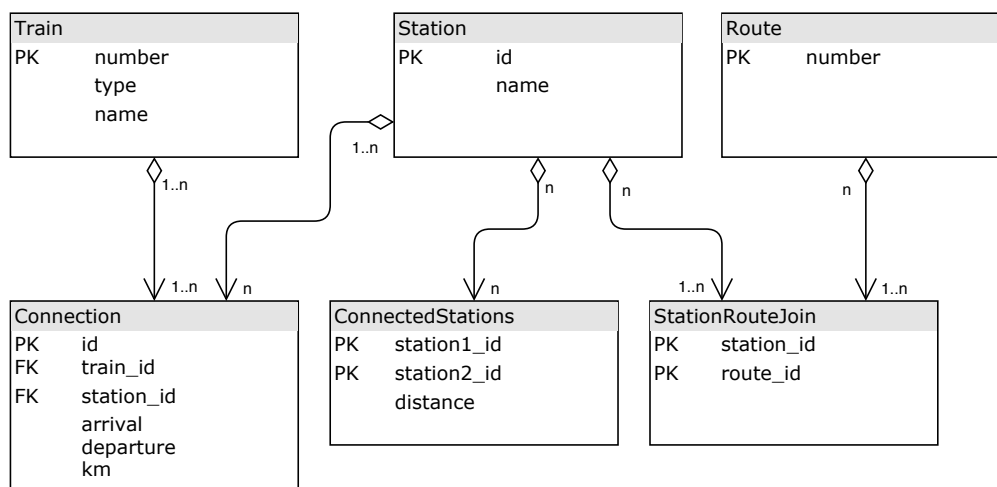 Train
PK number
type
name
Station
PK id
name
Route
PK number
1..n
1..n
n
n
n
1..n
n
n
1..n
1..n
Connection
PK id
FK train_id
FK station_id
arrival
departure
km
ConnectedStations
PK station1_id
PK station2_id
distance
StationRouteJoin
PK station_id
PK route_id